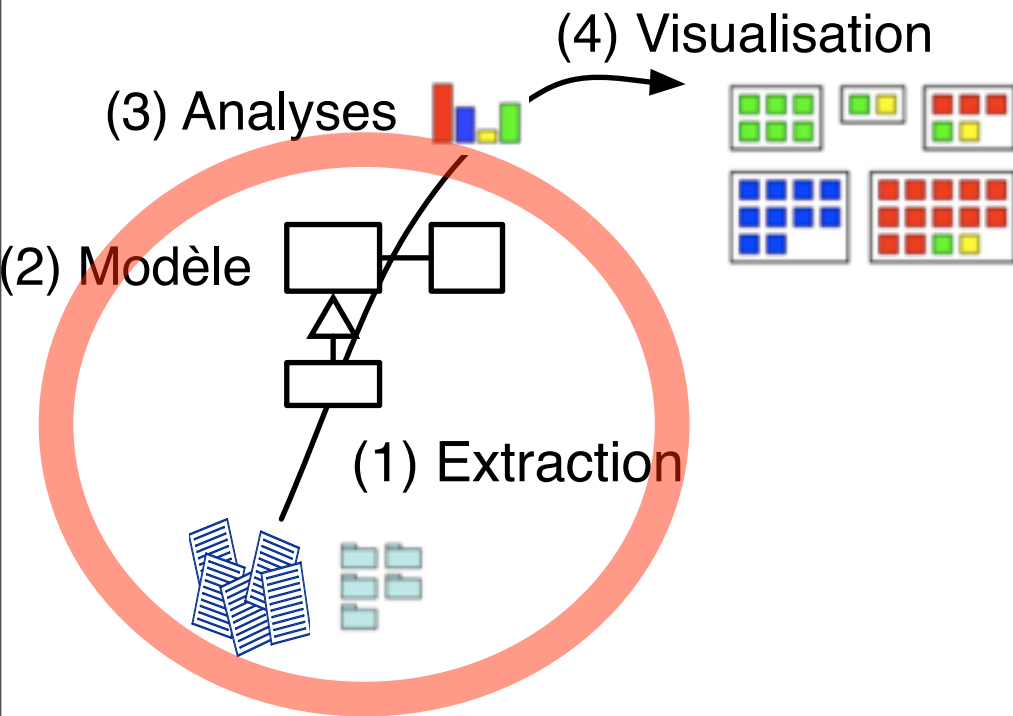 (4) Visualisation
(3) Analyses
(2) Modèle
(1) Extraction